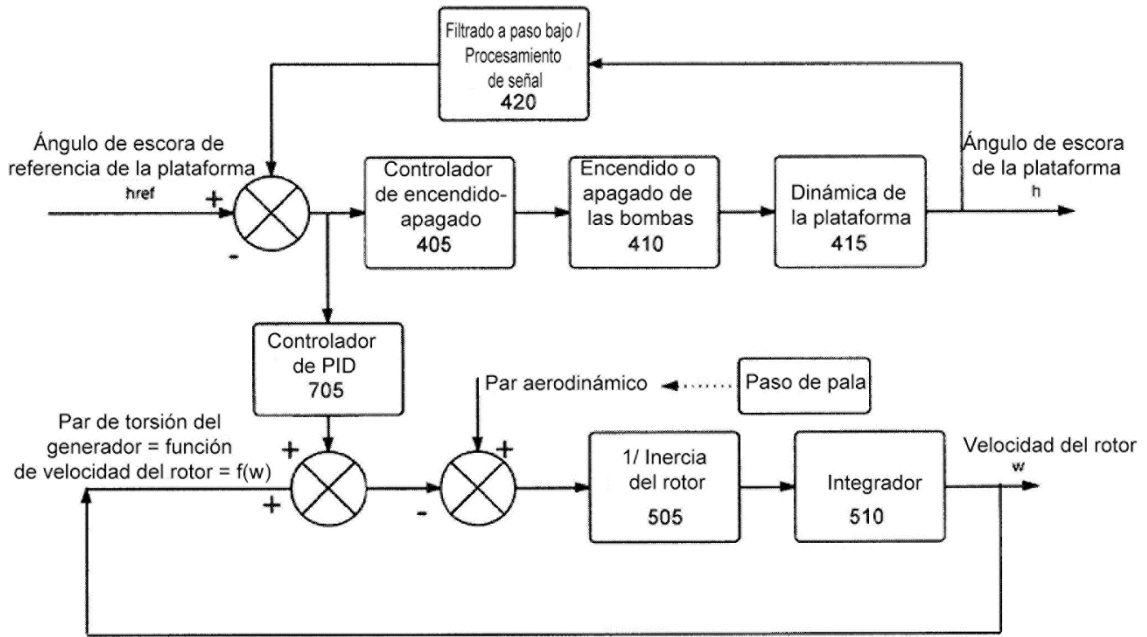 Filtrado a paso bajo /
Procesamiento
de señal
420
Ángulo de escora de
referencia de la plataforma
href
+
-
Controlador
de encendido-
apagado
405
Encendido o
apagado de
las bombas
410
Dinámica de
la plataforma
415
Ángulo de escora
de la plataforma
h
Controlador
de PID
705
Par aerodinámico
Paso de pala
Par de torsión del
generador = función
de velocidad del rotor = f(w)
+
+
+
-
1/ Inercia
del rotor
505
Integrador
510
Velocidad del rotor
w